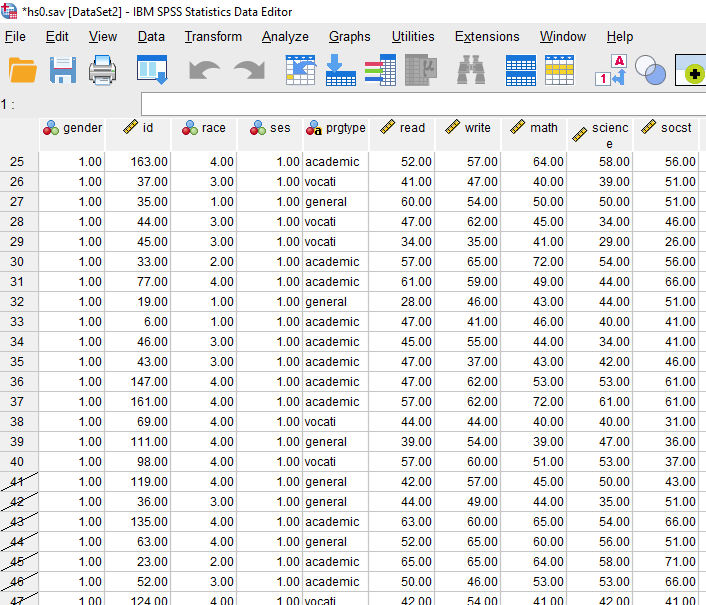 *hs0.sav [DataSet2] - IBM SPSS Statistics Data Editor
File Edit View Data Transform Analyze Graphs Utilities Extensions Window Help
1 A
1 :
gender id race ses a prgtype read write math scienc
e socst
25 1.00 163.00 4.00 1.00 academic 52.00 57.00 64.00 58.00 56.00
26 1.00 37.00 3.00 1.00 vocati 41.00 47.00 40.00 39.00 51.00
27 1.00 35.00 1.00 1.00 general 60.00 54.00 50.00 50.00 51.00
28 1.00 44.00 3.00 1.00 vocati 47.00 62.00 45.00 34.00 46.00
29 1.00 45.00 3.00 1.00 vocati 34.00 35.00 41.00 29.00 26.00
30 1.00 33.00 2.00 1.00 academic 57.00 65.00 72.00 54.00 56.00
31 1.00 77.00 4.00 1.00 academic 61.00 59.00 49.00 44.00 66.00
32 1.00 19.00 1.00 1.00 general 28.00 46.00 43.00 44.00 51.00
33 1.00 6.00 1.00 1.00 academic 47.00 41.00 46.00 40.00 41.00
34 1.00 46.00 3.00 1.00 academic 45.00 55.00 44.00 34.00 41.00
35 1.00 43.00 3.00 1.00 academic 47.00 37.00 43.00 42.00 46.00
36 1.00 147.00 4.00 1.00 academic 47.00 62.00 53.00 53.00 61.00
37 1.00 161.00 4.00 1.00 academic 57.00 62.00 72.00 61.00 61.00
38 1.00 69.00 4.00 1.00 vocati 44.00 44.00 40.00 40.00 31.00
39 1.00 111.00 4.00 1.00 general 39.00 54.00 39.00 47.00 36.00
40 1.00 98.00 4.00 1.00 vocati 57.00 60.00 51.00 53.00 37.00
41 1.00 119.00 4.00 1.00 general 42.00 57.00 45.00 50.00 43.00
42 1.00 36.00 3.00 1.00 general 44.00 49.00 44.00 35.00 51.00
43 1.00 135.00 4.00 1.00 academic 63.00 60.00 65.00 54.00 66.00
44 1.00 63.00 4.00 1.00 general 52.00 65.00 60.00 56.00 51.00
45 1.00 23.00 2.00 1.00 academic 65.00 65.00 64.00 58.00 71.00
46 1.00 52.00 3.00 1.00 academic 50.00 46.00 53.00 53.00 66.00
47 1.00 124.00 4.00 1.00 vocati 42.00 54.00 41.00 42.00 41.00